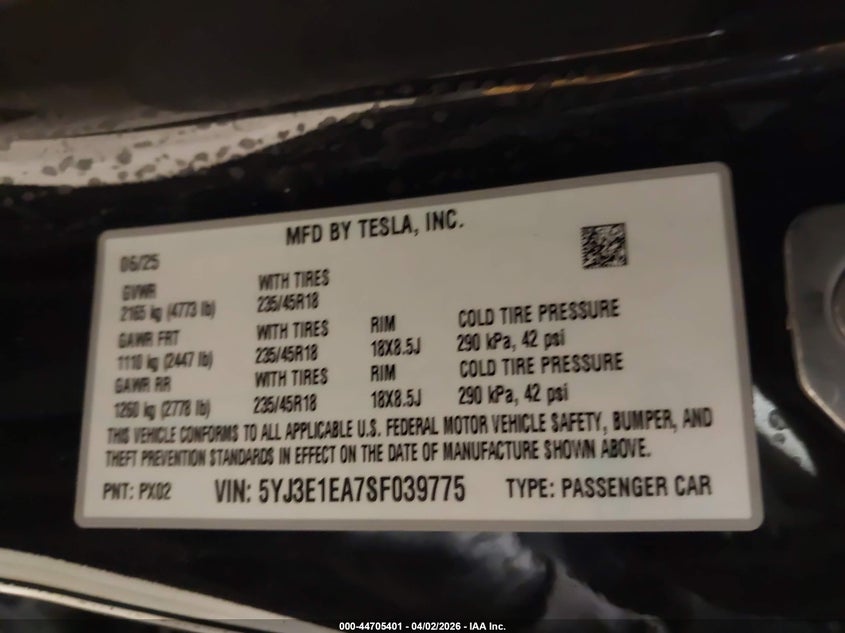 MFD BY TESLA, INC.
06/25
GVWR WITH TIRES
2165 kg (4773 lb) 235/45R18
GAWR FRT WITH TIRES RIM COLD TIRE PRESSURE
1110 kg (2447 lb) 235/45R18 18X8.5J 290 kPa, 42 psi
GAWR RR WITH TIRES RIM COLD TIRE PRESSURE
1260 kg (2778 lb) 235/45R18 18X8.5J 290 kPa, 42 psi
THIS VEHICLE CONFORMS TO ALL APPLICABLE U.S. FEDERAL MOTOR VEHICLE SAFETY, BUMPER, AND
THEFT PREVENTION STANDARDS IN EFFECT ON THE DATE OF MANUFACTURE SHOWN ABOVE.
PNT: PX02 VIN: 5YJ3E1EA7SF039775 TYPE: PASSENGER CAR
000-44705401 - 04/02/2026 - IAA Inc.